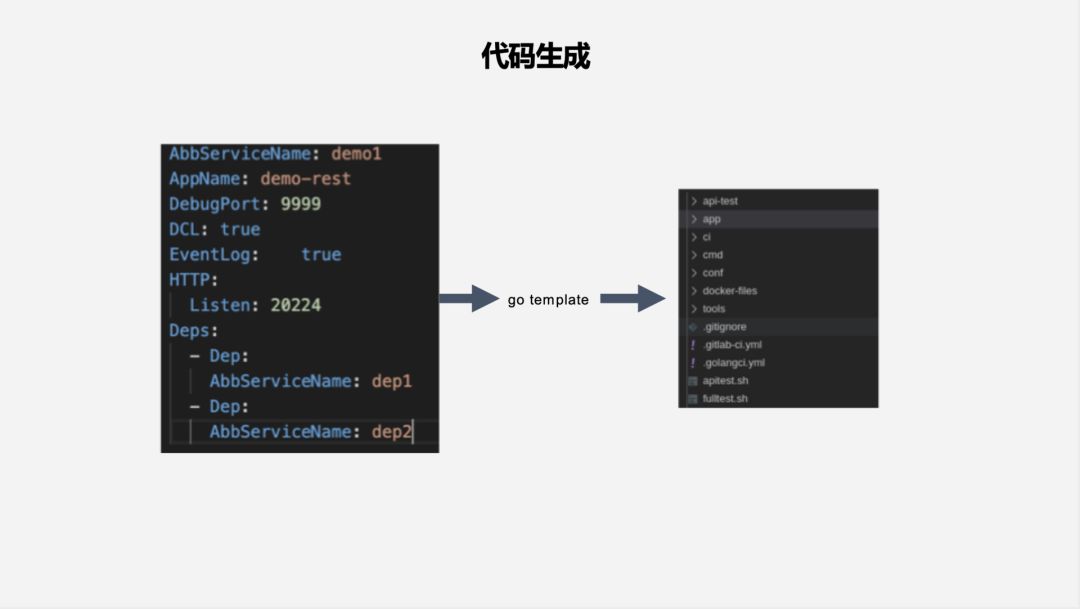 代码生成
AbbServiceName: demo1
AppName: demo-rest
DebugPort: 9999
DCL: true
EventLog:    true
HTTP:
  Listen: 20224
Deps:
  - Dep:
    AbbServiceName: dep1
  - Dep:
    AbbServiceName: dep2
go template
api-test
app
ci
cmd
conf
docker-files
tools
.gitignore
.gitlab-ci.yml
.golangci.yml
apitest.sh
fulltest.sh